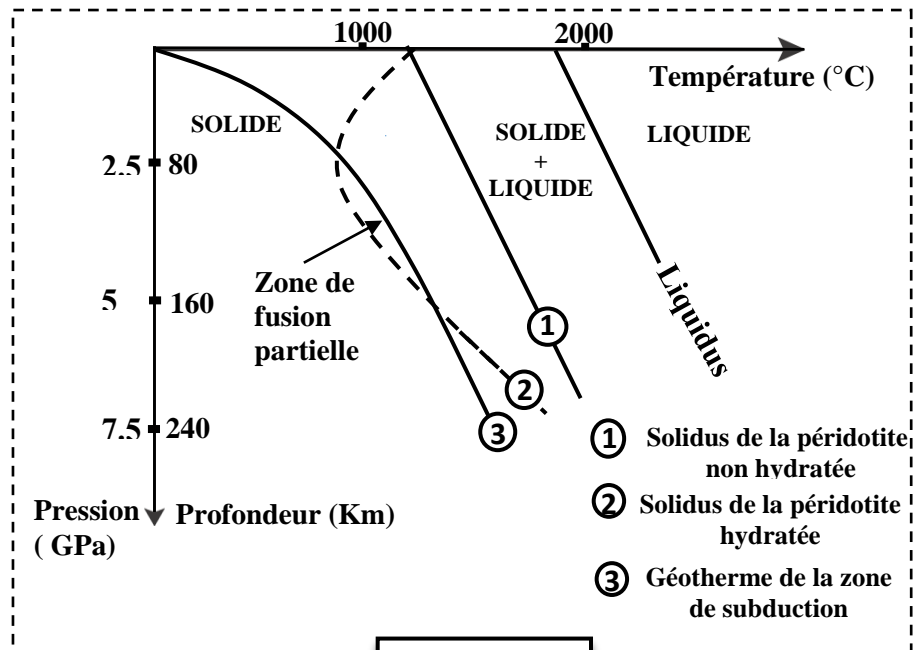 1000
2000
Température (°C)
SOLIDE
SOLIDE
+
LIQUIDE
LIQUIDE
2.5 80
Zone de
fusion
partielle
5 160
Liquidus
1
2
3
7.5 240
Pression
( GPa)
Profondeur (Km)
1 Solidus de la péridotite
non hydratée
2 Solidus de la péridotite
hydratée
3 Géotherme de la zone
de subduction